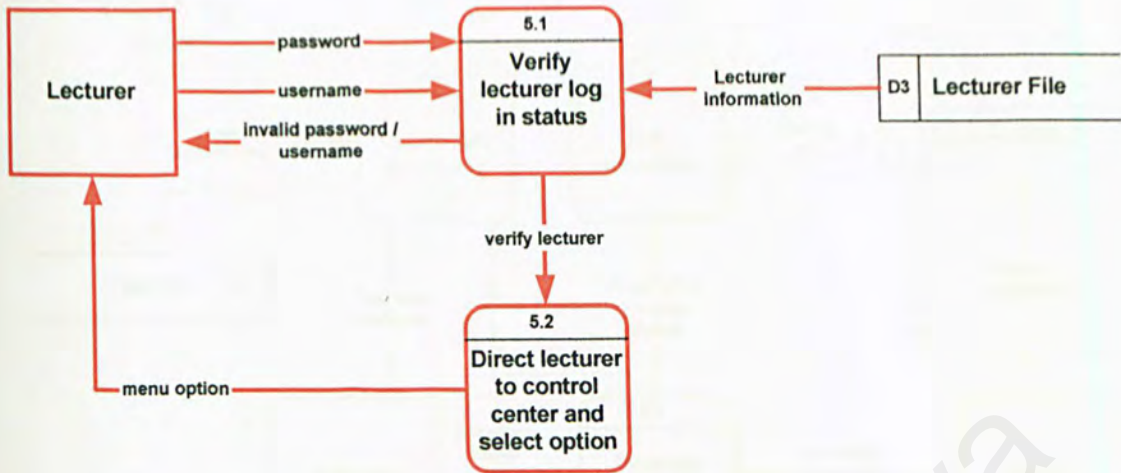 Lecturer
password
username
invalid password /
username
5.1
Verify
lecturer log
in status
Lecturer
Information
D3
Lecturer File
verify lecturer
5.2
Direct lecturer
to control
center and
select option
menu option